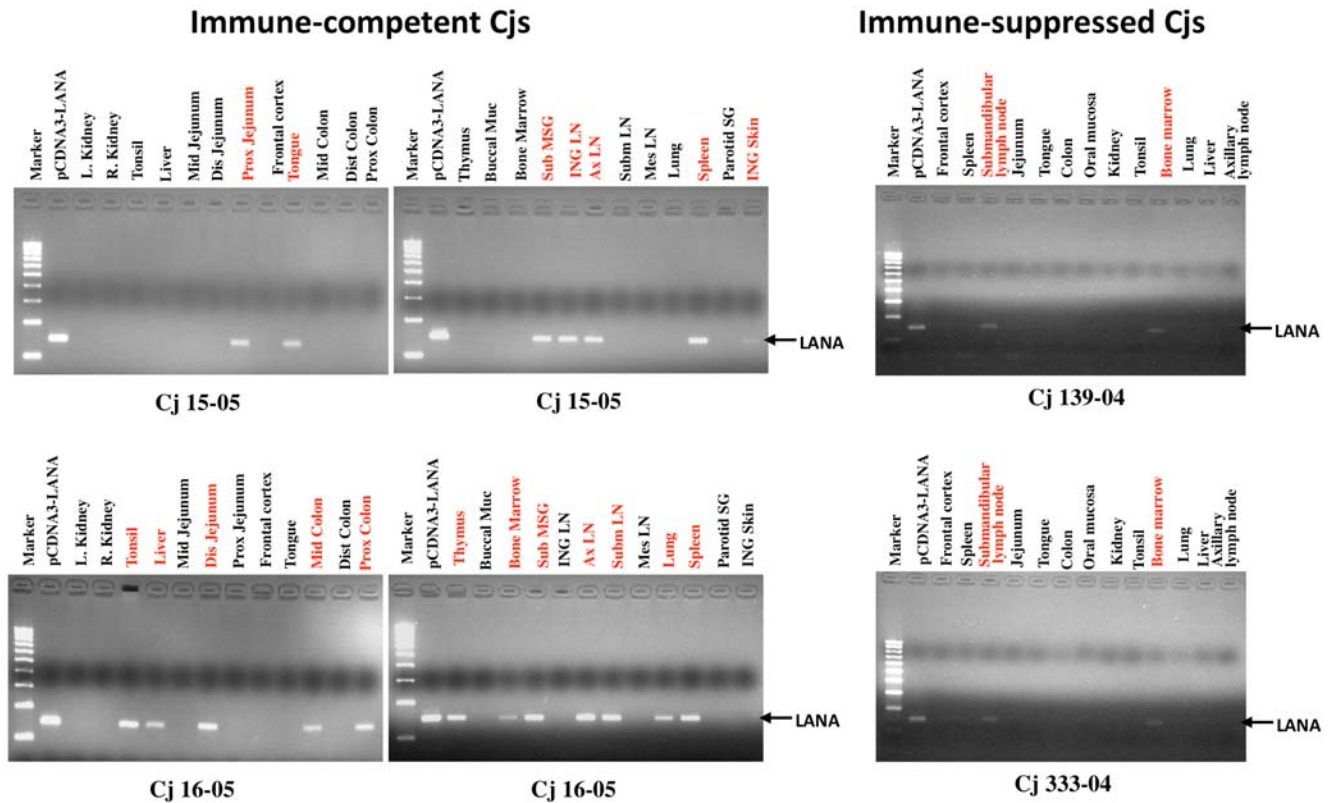 Immune-competent Cjs
Immune-suppressed Cjs
Marker
pCDNA3-LANA
L. Kidney
R. Kidney
Tonsil
Liver
Mid Jejunum
Dis Jejunum
Prox Jejunum
Frontal cortex
Tongue
Mid Colon
Dist Colon
Prox Colon
Cj 15-05
Marker
pCDNA3-LANA
Thymus
Buccal Muc
Bone Marrow
Sub MSG
ING LN
Ax LN
Subm LN
Mes LN
Lung
Spleen
Parotid SG
ING Skin
LANA
Cj 15-05
Marker
pCDNA3-LANA
Frontal cortex
Spleen
Submandibular
lymph node
Jejunum
Tongue
Colon
Oral mucosa
Kidney
Tonsil
Bone marrow
Lung
Liver
Axillary
lymph node
LANA
Cj 139-04
Marker
pCDNA3-LANA
L. Kidney
R. Kidney
Tonsil
Liver
Mid Jejunum
Dis Jejunum
Prox Jejunum
Frontal cortex
Tongue
Mid Colon
Dist Colon
Prox Colon
Cj 16-05
Marker
pCDNA3-LANA
Thymus
Buccal Muc
Bone Marrow
Sub MSG
ING LN
Ax LN
Subm LN
Mes LN
Lung
Spleen
Parotid SG
ING Skin
LANA
Cj 16-05
Marker
pCDNA3-LANA
Frontal cortex
Spleen
Submandibular
lymph node
Jejunum
Tongue
Colon
Oral mucosa
Kidney
Tonsil
Bone marrow
Lung
Liver
Axillary
lymph node
LANA
Cj 333-04